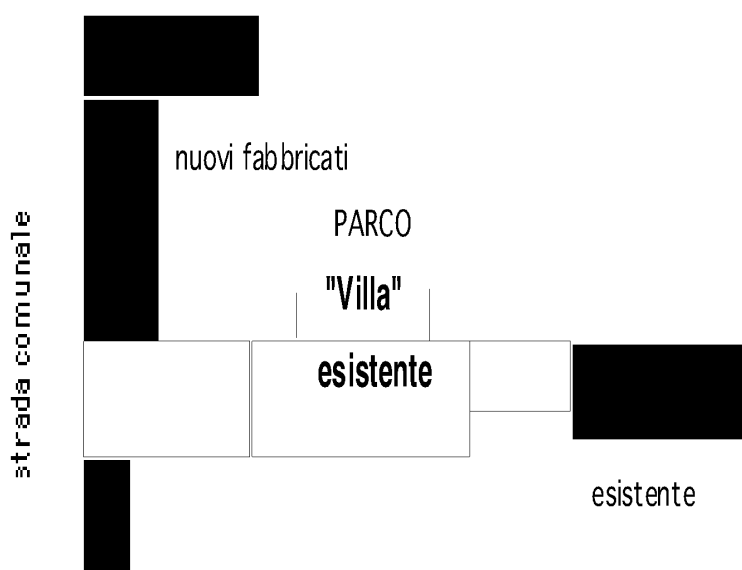 nuovi fabbricati
PARCO
"Villa"
esistente
strada comunale
esistente